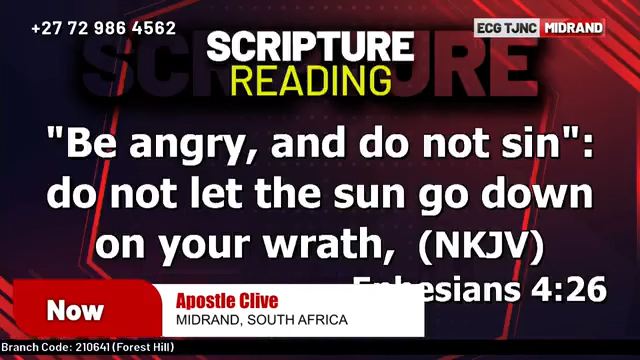 +27 72 986 4562
ECG TJNC MIDRAND
SCRIPTURE
SCRIPTURE
READING
"Be angry, and do not sin":
do not let the sun go down
on your wrath, (NKJV)
Ephesians 4:26
Now
Apostle Clive
MIDRAND, SOUTH AFRICA
Branch Code: 210641 (Forest Hill)